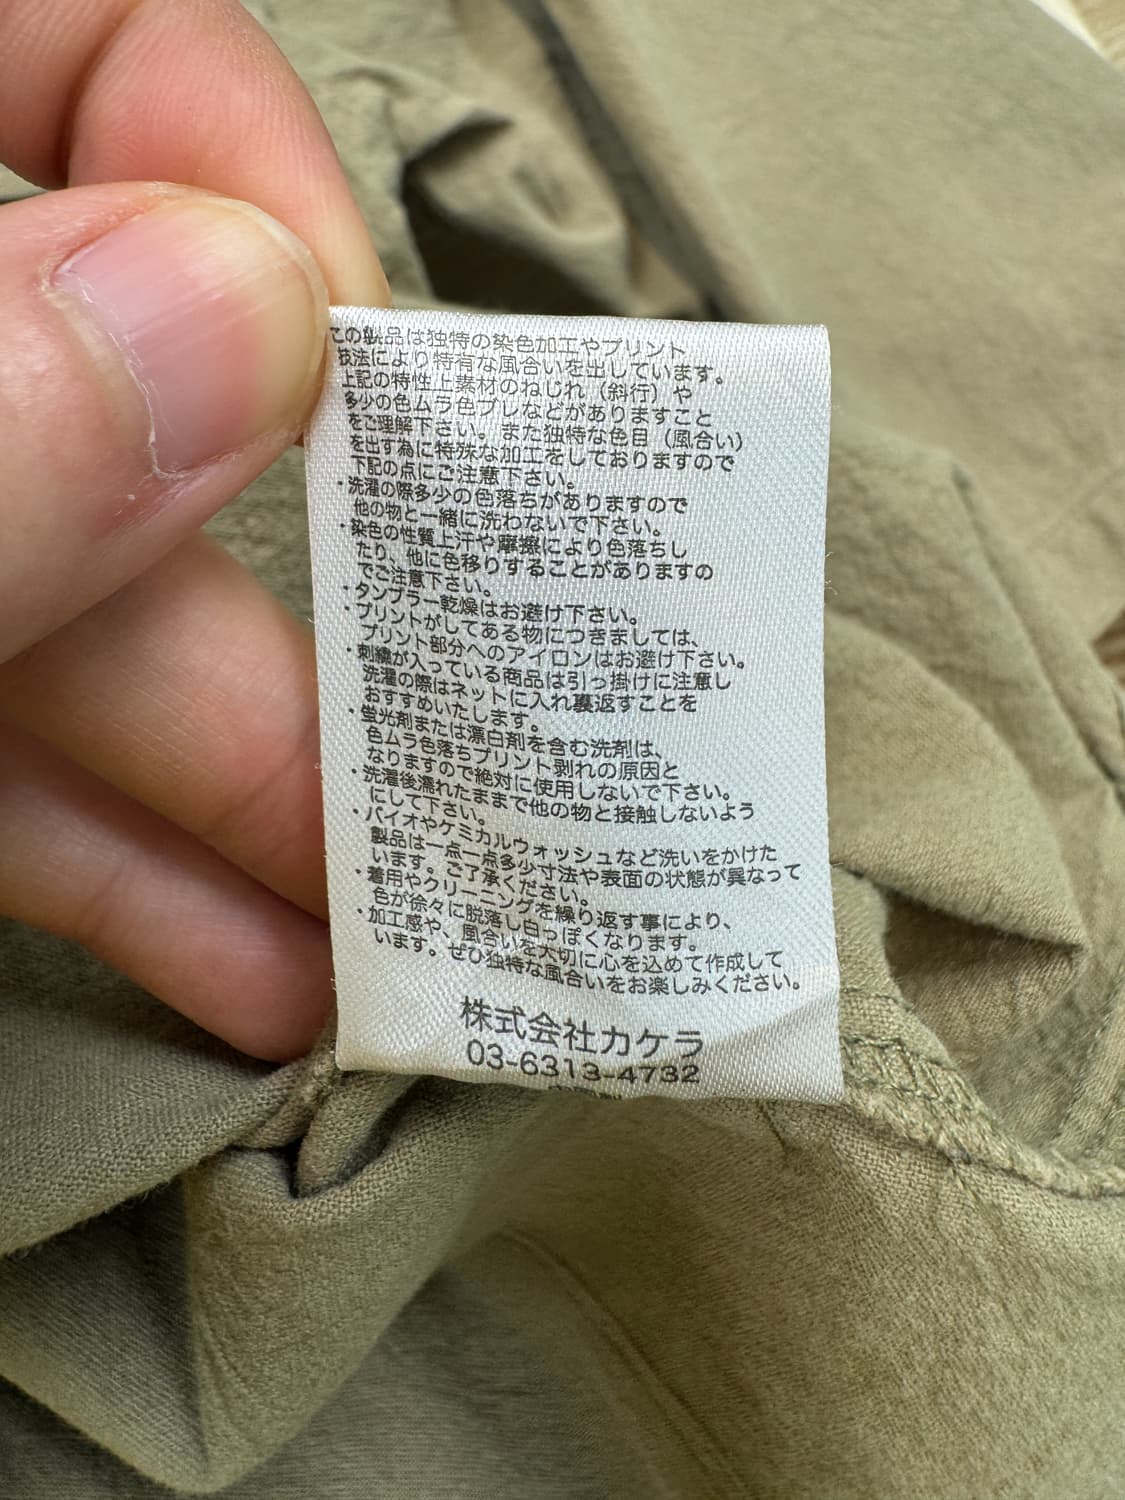 この製品は独特の染色加工やプリント
技法により特有な風合いを出しています。
上記の特性上素材のねじれ（斜行）や
多少の色ムラ色ブレなどがありますこと
をご理解下さい。また独特な色目（風合い）
を出す為に特殊な加工をしておりますので
下記の点にご注意下さい。
・洗濯の際多少の色落ちがありますので
他の物と一緒に洗わないで下さい。
・染色の性質上汗や摩擦により色落ちし
たり、他に色移りすることがありますの
でご注意下さい。
・タンブラー乾燥はお避け下さい。
・プリントがしてある物につきましては、
プリント部分へのアイロンはお避け下さい。
・刺繍が入っている商品は引っ掛けに注意し
洗濯の際はネットに入れ裏返すことを
おすすめいたします。
・蛍光剤または漂白剤を含む洗剤は、
色ムラ色落ちプリント剥れの原因と
なりますので絶対に使用しないで下さい。
・洗濯後濡れたままで他の物と接触しないよう
にして下さい。
・バイオやケミカルウォッシュなど洗いをかけた
製品は一点一点多少寸法や表面の状態が異なって
います。ご了承ください。
・着用やクリーニングを繰り返す事により、
色が徐々に脱落し白っぽくなります。
・加工感や、風合いを大切に心を込めて作成して
います。ぜひ独特な風合いをお楽しみください。
株式会社カケラ
03-6313-4732